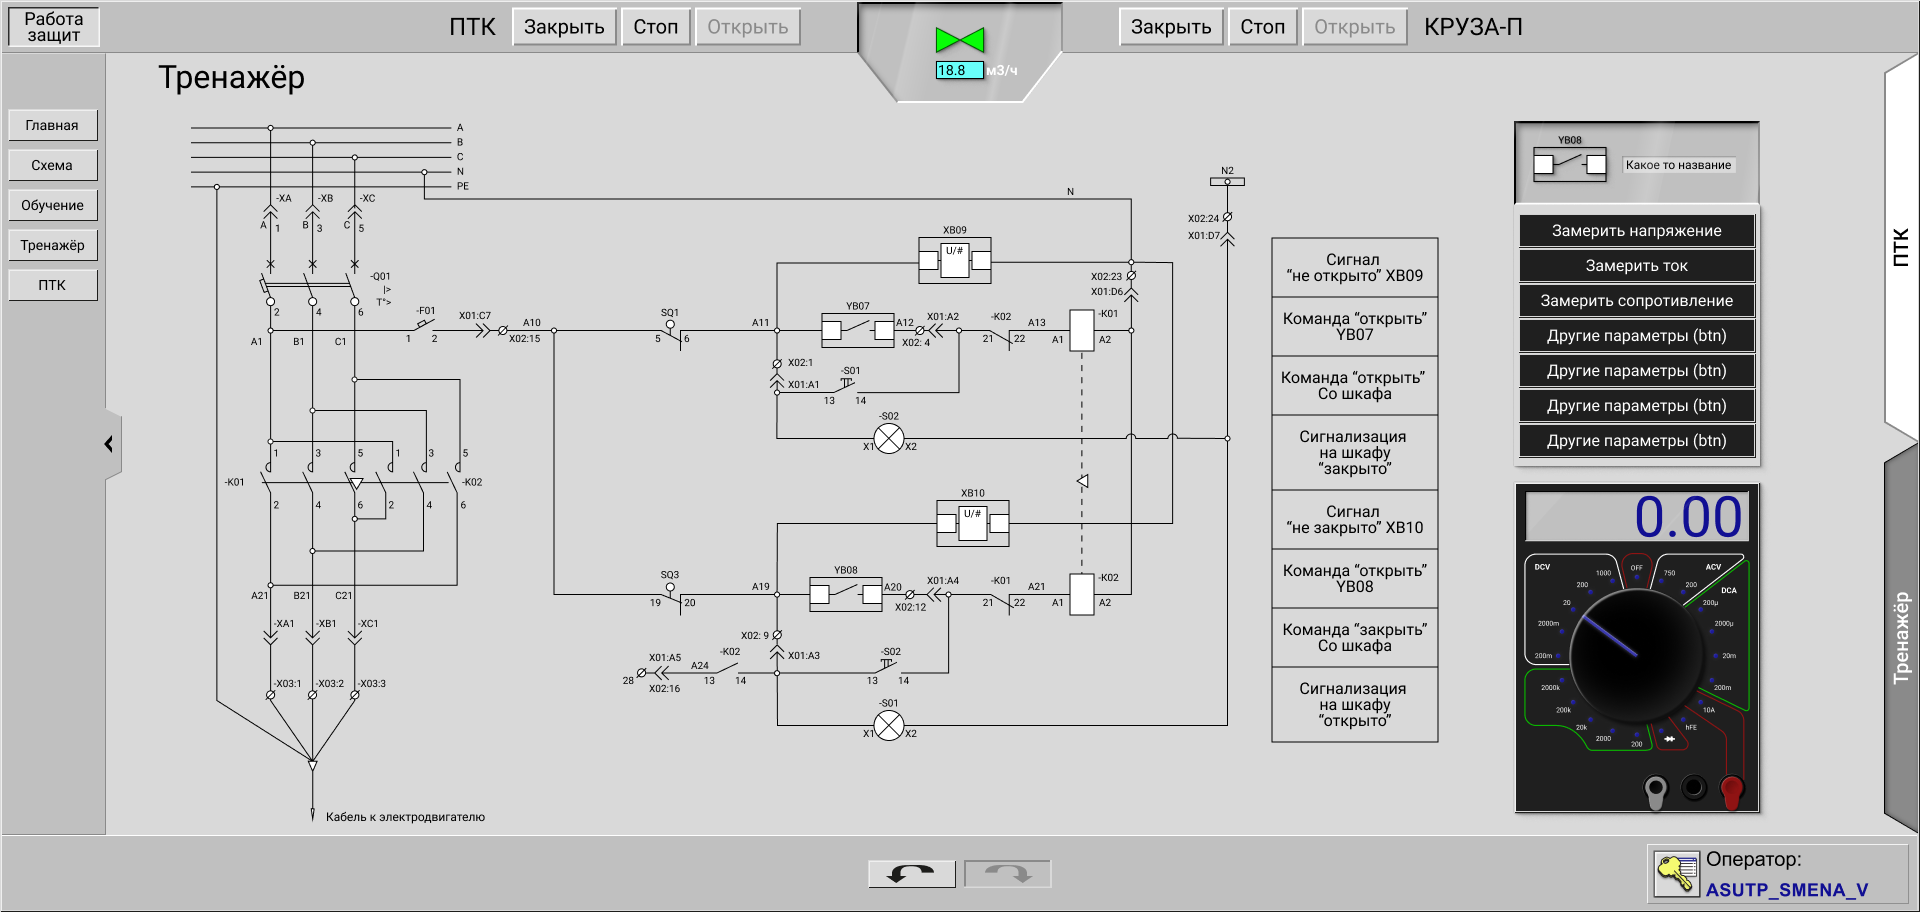 Работа
защит
ПТК
Закрыть
Стоп
Открыть
18.8 м3/ч
Закрыть
Стоп
Открыть
КРУЗА-П
Главная
Схема
Обучение
Тренажёр
ПТК
Тренажёр
A
B
C
N
PE
-XA
-XB
-XC
A 1
B 3
C 5
-Q01
|>
T°>
2
4
6
A1
B1
C1
-F01
1 2
X01:C7
X02:15
A10
SQ1
5 6
A11
YB07
A12
X01:A2
X02: 4
-K02
21 22
A13
-K01
A1
A2
N
N2
X02:24
X01:D7
X02:23
X01:D6
XB09
U/#
X02:1
X01:A1
-S01
13 14
-S02
X1 X2
1
3
5
1
3
5
-K01
-K02
2
4
6
2
4
6
XB10
U/#
SQ3
19 20
A19
YB08
A20
X01:A4
X02:12
-K01
21 22
A21
-K02
A1
A2
A21
B21
C21
-XA1
-XB1
-XC1
-X03:1
-X03:2
-X03:3
X02: 9
X01:A3
X01:A5
X02:16
28
A24
-K02
13 14
-S02
13 14
-S01
X1 X2
Кабель к электродвигателю
Сигнал
“не открыто” XB09
Команда “открыть”
YB07
Команда “открыть”
Со шкафа
Сигнализация
на шкафу
“закрыто”
Сигнал
“не закрыто” XB10
Команда “открыть”
YB08
Команда “закрыть”
Со шкафа
Сигнализация
на шкафу
“открыто”
YB08
Какое то название
Замерить напряжение
Замерить ток
Замерить сопротивление
Другие параметры (btn)
Другие параметры (btn)
Другие параметры (btn)
Другие параметры (btn)
0.00
DCV
1000
OFF
750
ACV
200
200
DCA
20
200µ
2000m
2000µ
200m
20m
2000k
200m
200k
10A
20k
hFE
2000
200
ПТК
Тренажёр
Оператор:
ASUTP_SMENA_V